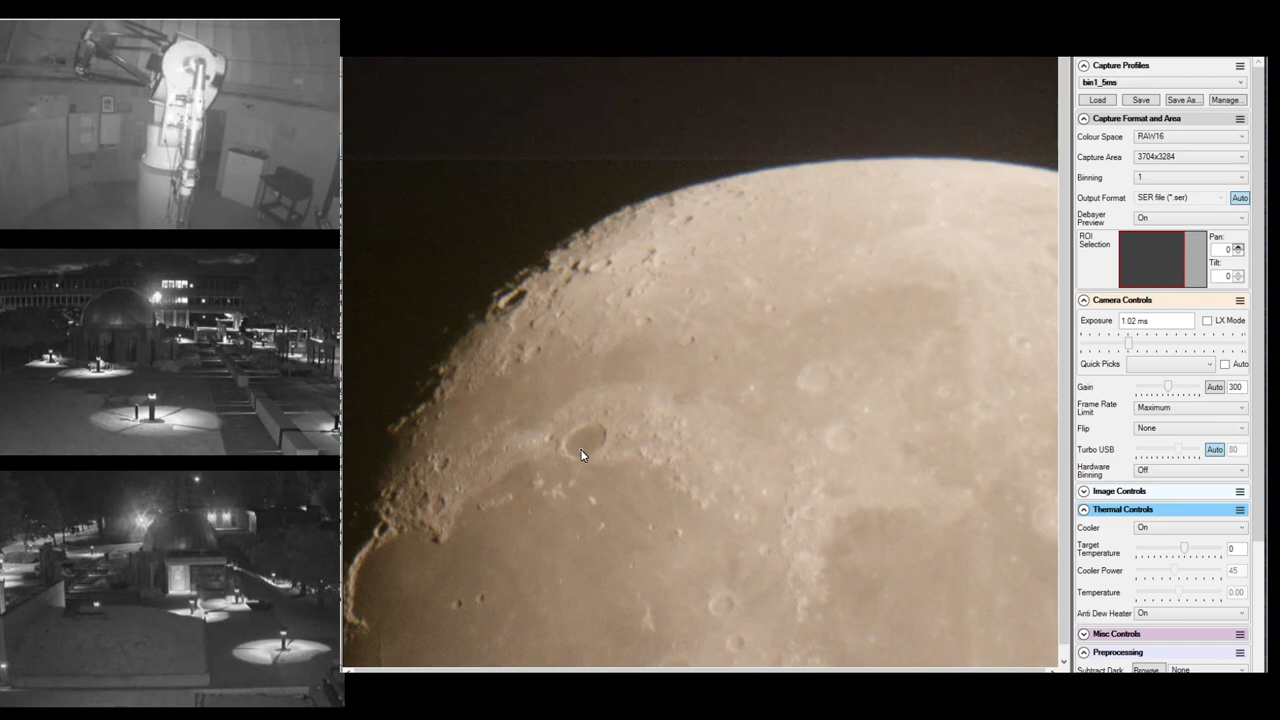 Capture Profiles
bin1_5ms
Load Save Save As... Manage...
Capture Format and Area
Colour Space RAW16
Capture Area 3704x3284
Binning 1
Output Format SER file (*.ser) Auto
Debayer Preview On
ROI Selection
Pan: 0
Tilt: 0
Camera Controls
Exposure 1.02 ms LX Mode
Quick Picks Auto
Gain Auto 300
Frame Rate Limit Maximum
Flip None
Turbo USB Auto 80
Hardware Binning Off
Image Controls
Thermal Controls
Cooler On
Target Temperature 0
Cooler Power 45
Temperature 0.00
Anti Dew Heater On
Misc Controls
Preprocessing
Subtract Dark Browse None